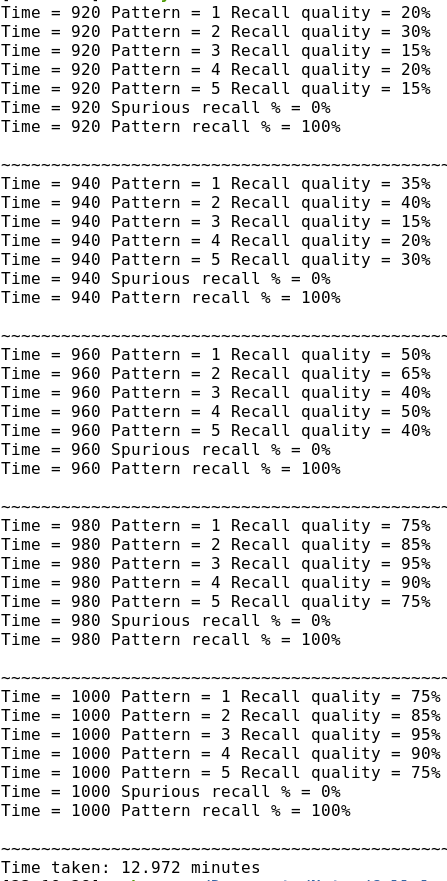 Time = 920 Pattern = 1 Recall quality = 20%
Time = 920 Pattern = 2 Recall quality = 30%
Time = 920 Pattern = 3 Recall quality = 15%
Time = 920 Pattern = 4 Recall quality = 20%
Time = 920 Pattern = 5 Recall quality = 15%
Time = 920 Spurious recall % = 0%
Time = 920 Pattern recall % = 100%
~~~~~~~~~~~~~~~~~~~~~~~~~~~~~~~~~~~~~~~~~~~~~
Time = 940 Pattern = 1 Recall quality = 35%
Time = 940 Pattern = 2 Recall quality = 40%
Time = 940 Pattern = 3 Recall quality = 15%
Time = 940 Pattern = 4 Recall quality = 20%
Time = 940 Pattern = 5 Recall quality = 30%
Time = 940 Spurious recall % = 0%
Time = 940 Pattern recall % = 100%
~~~~~~~~~~~~~~~~~~~~~~~~~~~~~~~~~~~~~~~~~~~~~
Time = 960 Pattern = 1 Recall quality = 50%
Time = 960 Pattern = 2 Recall quality = 65%
Time = 960 Pattern = 3 Recall quality = 40%
Time = 960 Pattern = 4 Recall quality = 50%
Time = 960 Pattern = 5 Recall quality = 40%
Time = 960 Spurious recall % = 0%
Time = 960 Pattern recall % = 100%
~~~~~~~~~~~~~~~~~~~~~~~~~~~~~~~~~~~~~~~~~~~~~
Time = 980 Pattern = 1 Recall quality = 75%
Time = 980 Pattern = 2 Recall quality = 85%
Time = 980 Pattern = 3 Recall quality = 95%
Time = 980 Pattern = 4 Recall quality = 90%
Time = 980 Pattern = 5 Recall quality = 75%
Time = 980 Spurious recall % = 0%
Time = 980 Pattern recall % = 100%
~~~~~~~~~~~~~~~~~~~~~~~~~~~~~~~~~~~~~~~~~~~~~
Time = 1000 Pattern = 1 Recall quality = 75%
Time = 1000 Pattern = 2 Recall quality = 85%
Time = 1000 Pattern = 3 Recall quality = 95%
Time = 1000 Pattern = 4 Recall quality = 90%
Time = 1000 Pattern = 5 Recall quality = 75%
Time = 1000 Spurious recall % = 0%
Time = 1000 Pattern recall % = 100%
~~~~~~~~~~~~~~~~~~~~~~~~~~~~~~~~~~~~~~~~~~~~~
Time taken: 12.972 minutes